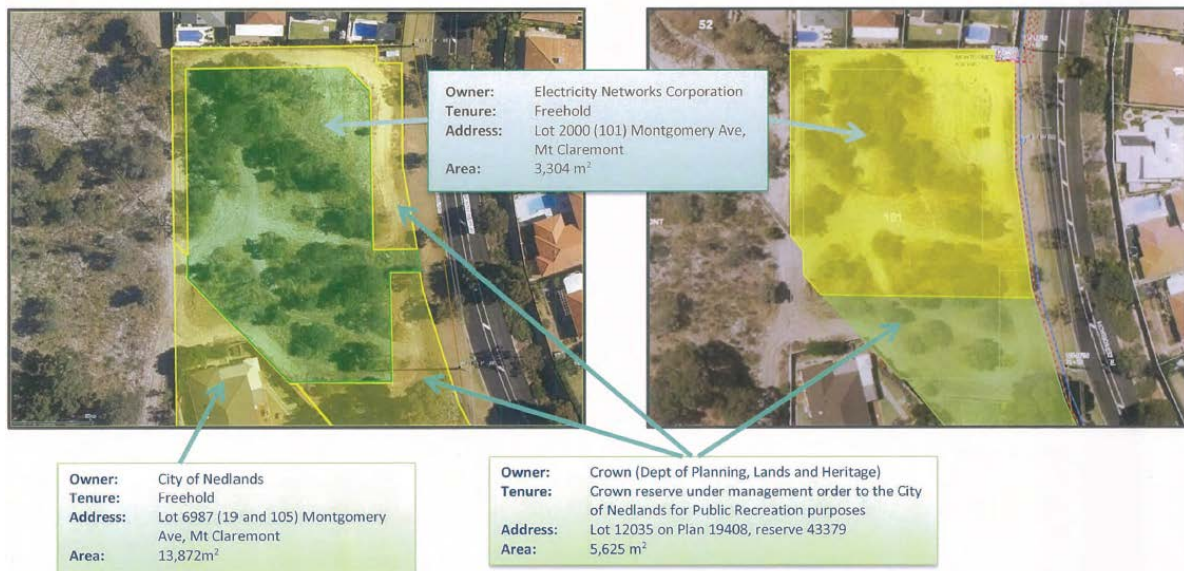 52
Owner: Electricity Networks Corporation
Tenure: Freehold
Address: Lot 2000 (101) Montgomery Ave,
Mt Claremont
Area: 3,304 m²
101
Owner: City of Nedlands
Tenure: Freehold
Address: Lot 6987 (19 and 105) Montgomery
Ave, Mt Claremont
Area: 13,872m²
Owner: Crown (Dept of Planning, Lands and Heritage)
Tenure: Crown reserve under management order to the City
of Nedlands for Public Recreation purposes
Address: Lot 12035 on Plan 19408, reserve 43379
Area: 5,625 m²